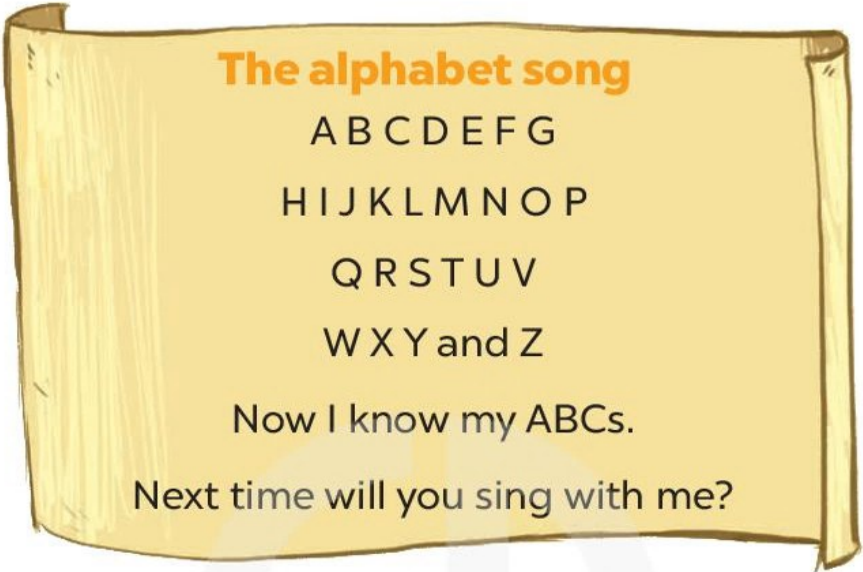 The alphabet song
A B C D E F G
H I J K L M N O P
Q R S T U V
W X Y and Z
Now I know my ABCs.
Next time will you sing with me?